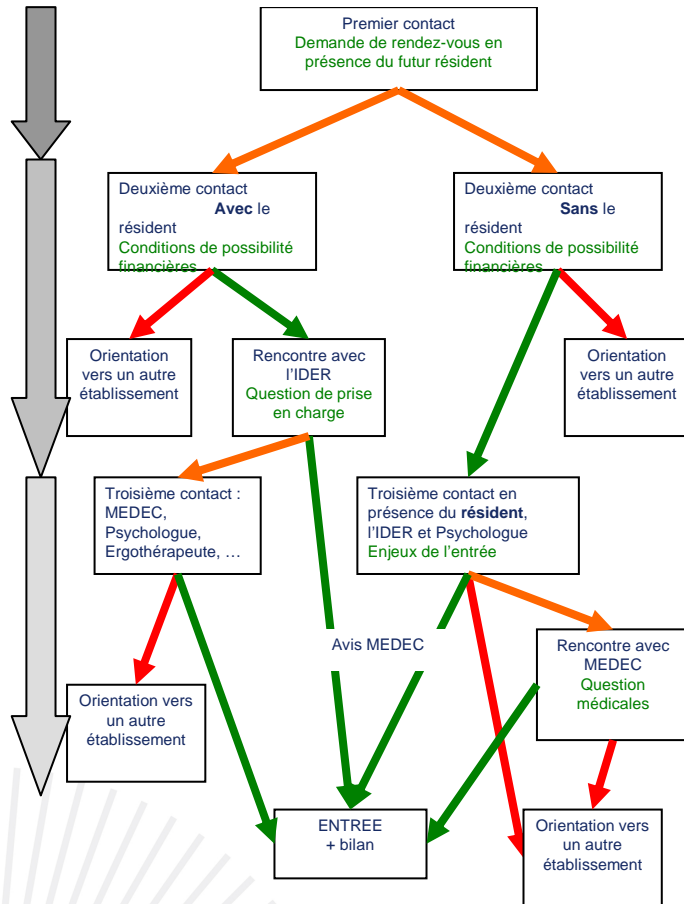 Premier contact
Demande de rendez-vous en
présence du futur résident
Deuxième contact
Avec le
résident
Conditions de possibilité
financières
Deuxième contact
Sans le
résident
Conditions de possibilité
financières
Orientation
vers un autre
établissement
Rencontre avec
l'IDER
Question de prise
en charge
Orientation
vers un autre
établissement
Troisième contact :
MEDEC,
Psychologue,
Ergothérapeute, …
Troisième contact en
présence du résident,
l'IDER et Psychologue
Enjeux de l'entrée
Avis MEDEC
Rencontre avec
MEDEC
Question
médicales
Orientation vers
un autre
établissement
ENTREE
+ bilan
Orientation vers
un autre
établissement